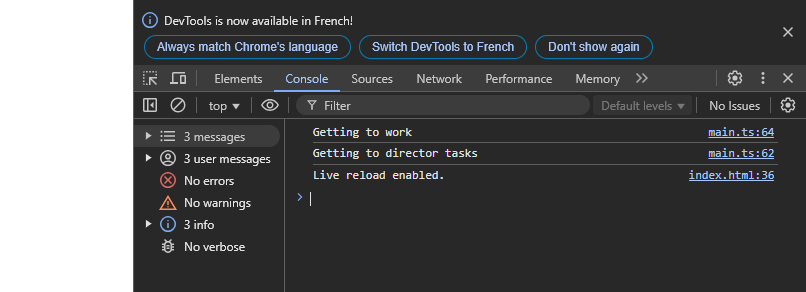 DevTools is now available in French!
Always match Chrome's language Switch DevTools to French Don't show again
Elements Console Sources Network Performance Memory
top Filter Default levels No Issues
3 messages
3 user messages
No errors
No warnings
3 info
No verbose
Getting to work main.ts:64
Getting to director tasks main.ts:62
Live reload enabled. index.html:36